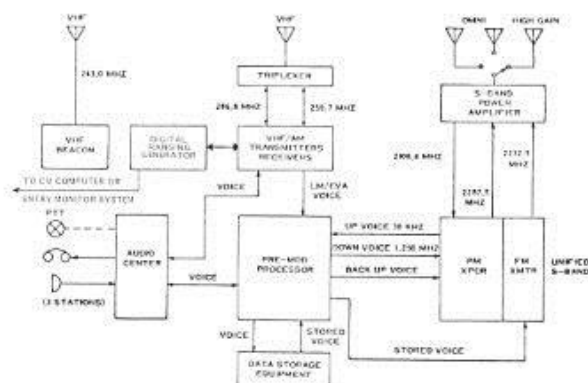 VHF
VHF
OMNI
HIGH GAIN
243.0 MHZ
TRIPLEXER
S-BAND
POWER
AMPLIFIER
296.8 MHZ
259.7 MHZ
VHF
BEACON
DIGITAL
RANGING
GENERATOR
VHF/AM
TRANSMITTERS
RECEIVERS
2272.5
MHZ
2287.5
MHZ
MHZ
TO CM COMPUTER OR
ENTRY MONITOR SYSTEM
VOICE
LM/EVA
VOICE
PTT
AUDIO
CENTER
(3 STATIONS)
VOICE
PRE-MOD
PROCESSOR
UP VOICE 30 KHZ
DOWN VOICE 1.250 MHZ
BACK UP VOICE
PM
XPDR
FM
XMTR
UNIFIED
S-BAND
VOICE
STORED
VOICE
STORED VOICE
DATA STORAGE
EQUIPMENT